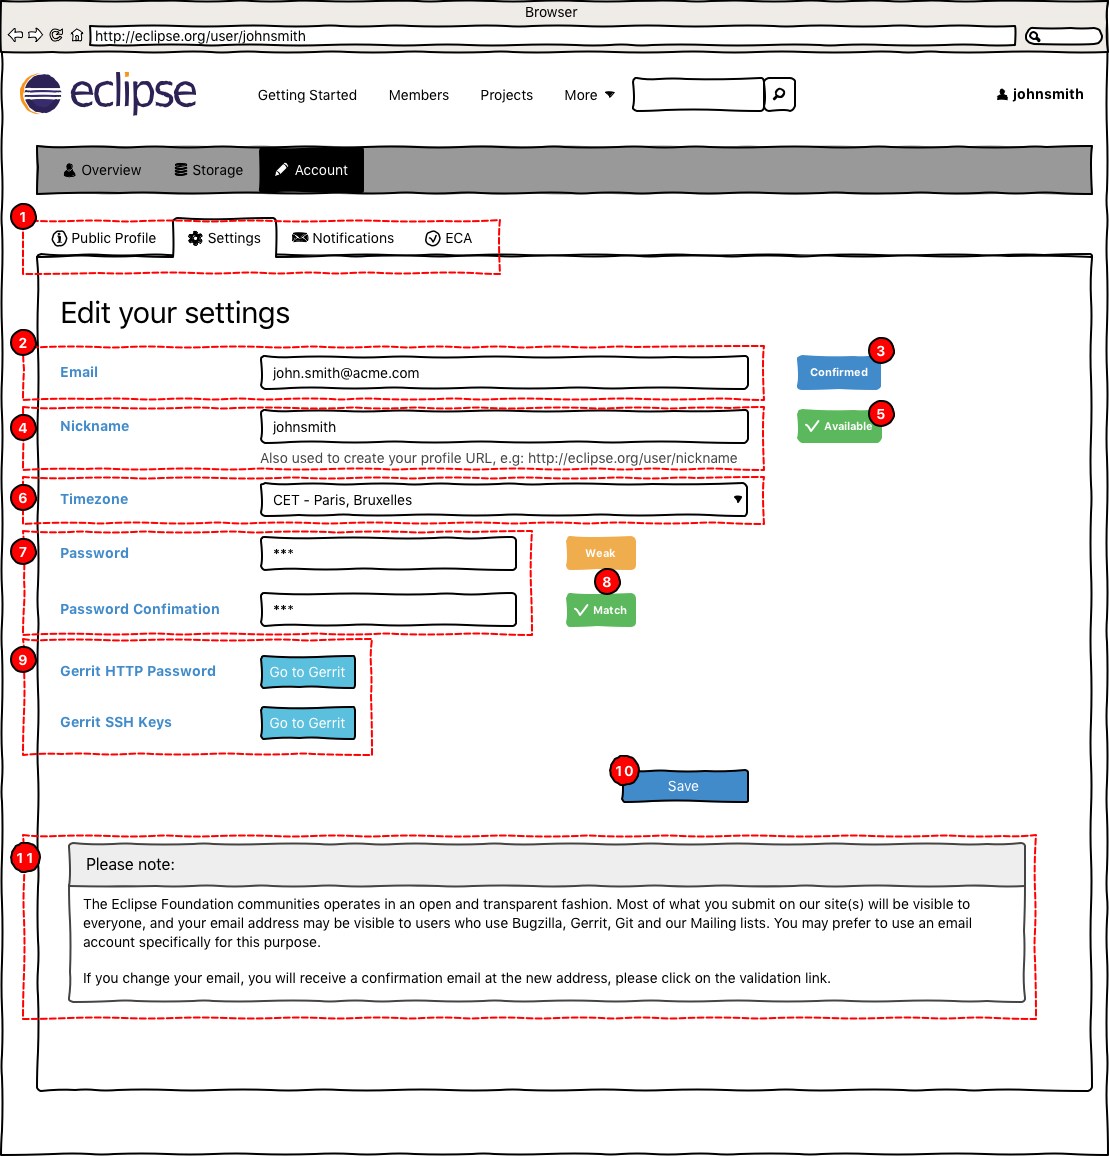 Browser
http://eclipse.org/user/johnsmith
eclipse
Getting Started Members Projects More
johnsmith
Overview Storage Account
1
Public Profile Settings Notifications ECA
Edit your settings
2
3
Email john.smith@acme.com Confirmed
4
5
Nickname johnsmith Available
Also used to create your profile URL, e.g: http://eclipse.org/user/nickname
6
Timezone CET - Paris, Bruxelles
7
Password *** Weak
8
Password Confimation *** Match
9
Gerrit HTTP Password Go to Gerrit
Gerrit SSH Keys Go to Gerrit
10
Save
11
Please note:
The Eclipse Foundation communities operates in an open and transparent fashion. Most of what you submit on our site(s) will be visible to
everyone, and your email address may be visible to users who use Bugzilla, Gerrit, Git and our Mailing lists. You may prefer to use an email
account specifically for this purpose.
If you change your email, you will receive a confirmation email at the new address, please click on the validation link.